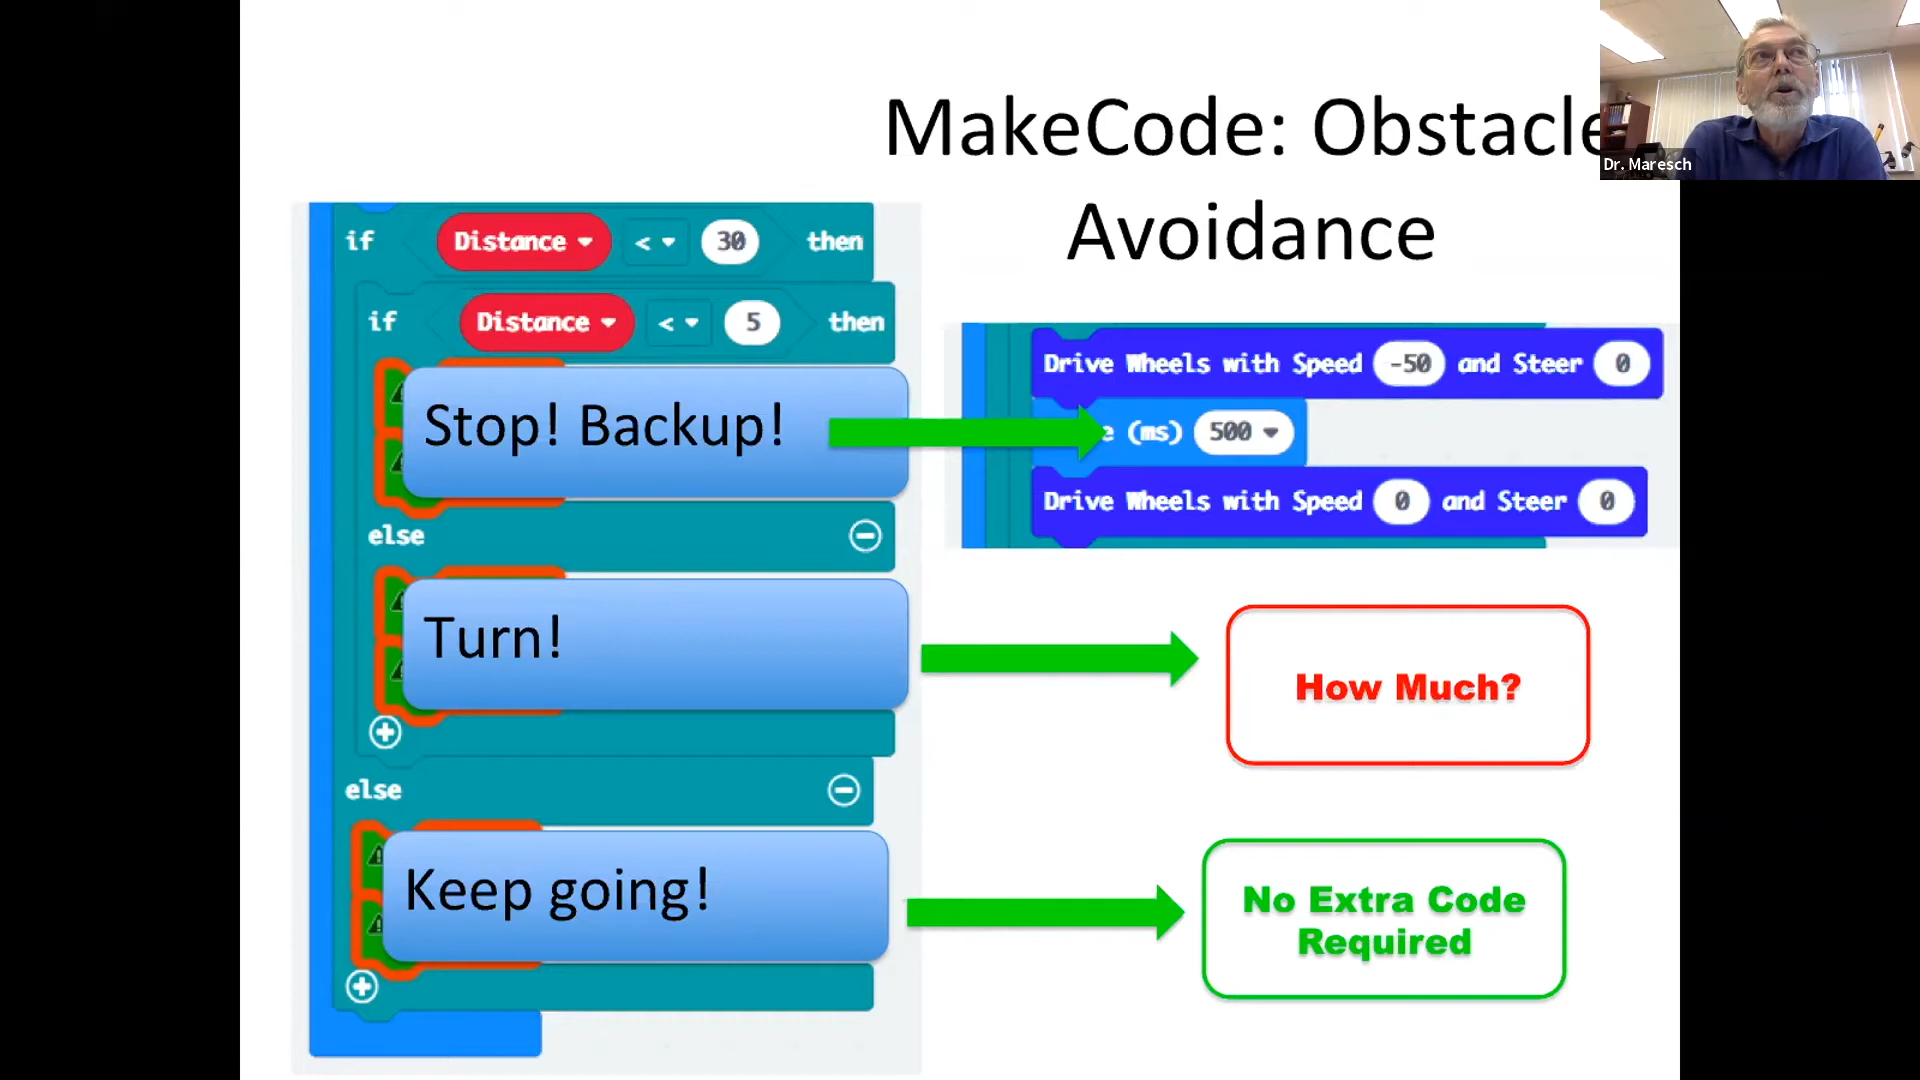 MakeCode: Obstacle
Avoidance
Dr. Maresch
if Distance < 30 then
if Distance < 5 then
Stop! Backup!
else
Turn!
else
Keep going!
Drive Wheels with Speed -50 and Steer 0
e (ms) 500
Drive Wheels with Speed 0 and Steer 0
How Much?
No Extra Code
Required